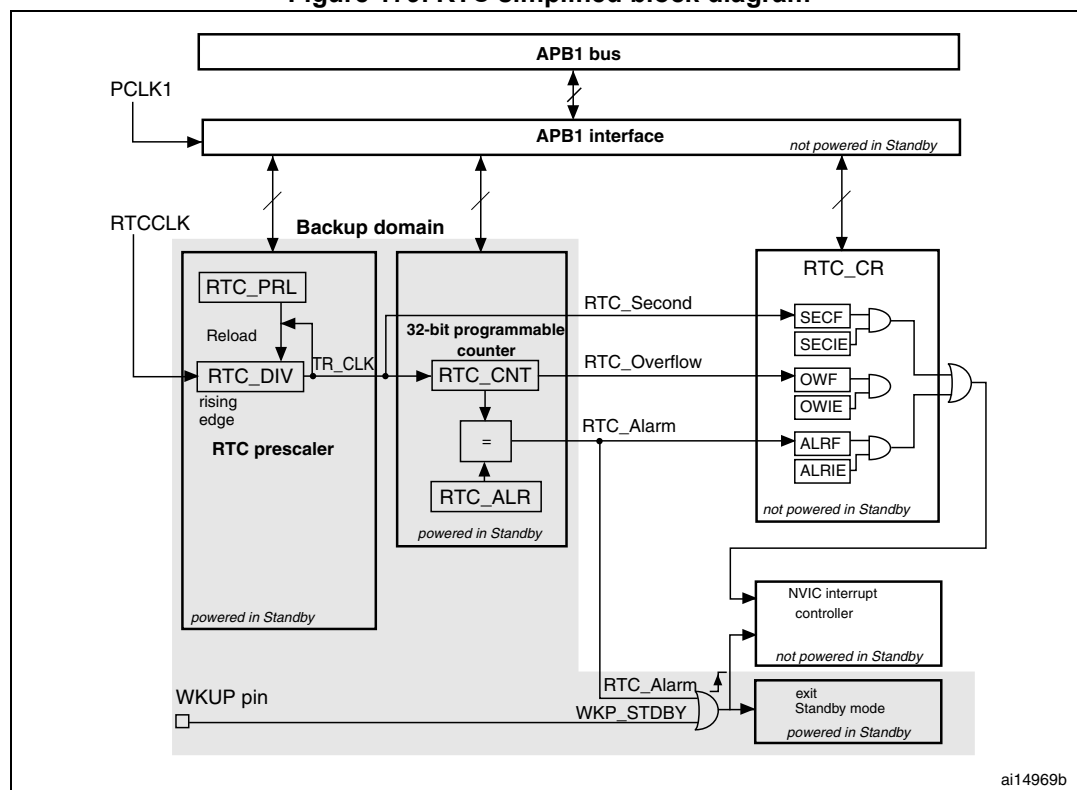 APB1 bus
PCLK1
APB1 interface
not powered in Standby
RTCCLK
Backup domain
RTC_PRL
Reload
RTC_DIV
rising
edge
RTC prescaler
powered in Standby
TR_CLK
32-bit programmable
counter
RTC_CNT
=
RTC_ALR
powered in Standby
RTC_Second
RTC_Overflow
RTC_Alarm
RTC_CR
SECF
SECIE
OWF
OWIE
ALRF
ALRIE
not powered in Standby
NVIC interrupt
controller
not powered in Standby
RTC_Alarm
WKUP pin
WKP_STDBY
exit
Standby mode
powered in Standby
ai14969b